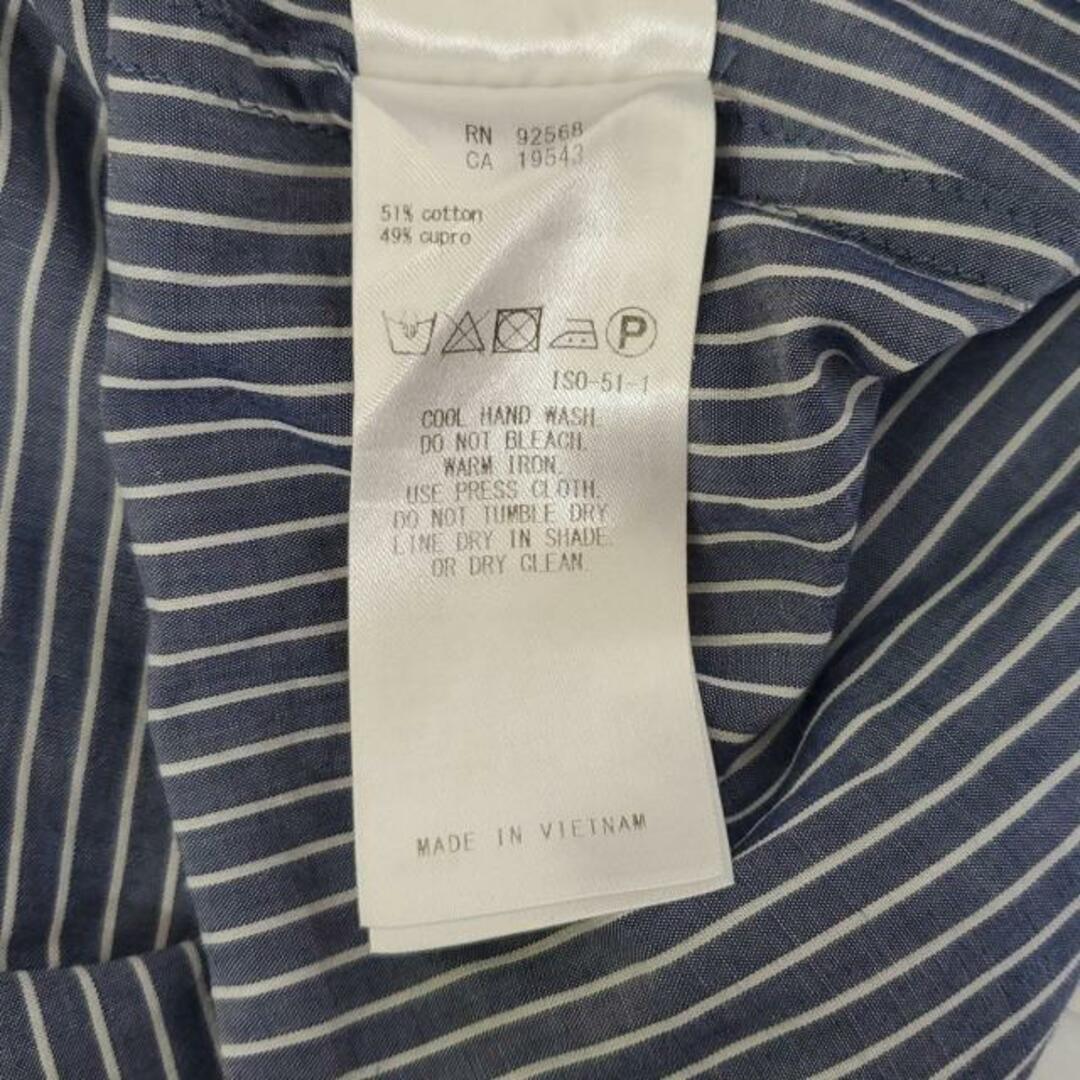 RN 92568
CA 19543
51% cotton
49% cupro
P
ISO-51-1
COOL HAND WASH.
DO NOT BLEACH.
WARM IRON.
USE PRESS CLOTH.
DO NOT TUMBLE DRY.
LINE DRY IN SHADE.
OR DRY CLEAN.
MADE IN VIETNAM